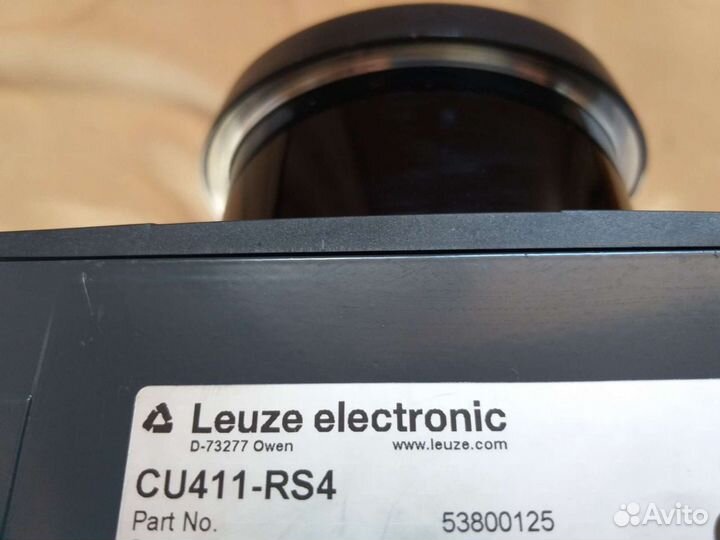 Leuze electronic
D-73277 Owen www.leuze.com
CU411-RS4
Part No. 53800125
Avito